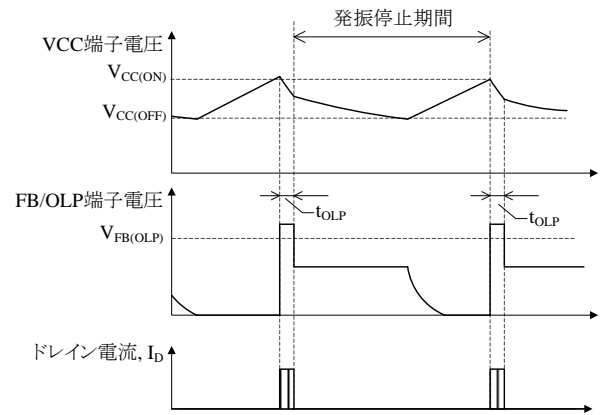 発振停止期間
VCC端子電圧
VCC(ON)
VCC(OFF)
FB/OLP端子電圧
tOLP
tOLP
VFB(OLP)
ドレイン電流, ID